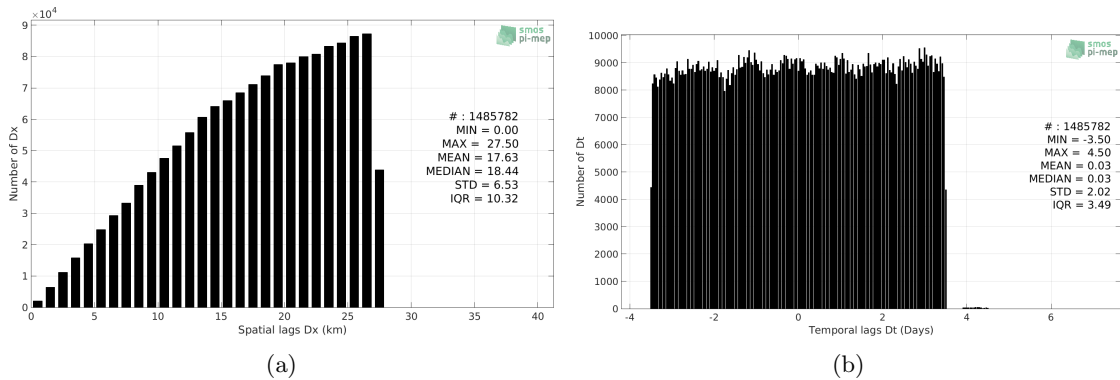 ×10⁴
9
8
7
6
5
4
3
2
1
0
Number of Dx
0 5 10 15 20 25 30 35 40
Spatial lags Dx (km)
smos
pi-mep
# : 1485782
MIN = 0.00
MAX = 27.50
MEAN = 17.63
MEDIAN = 18.44
STD = 6.53
IQR = 10.32
(a)
10000
9000
8000
7000
6000
5000
4000
3000
2000
1000
0
Number of Dt
-4 -2 0 2 4 6
Temporal lags Dt (Days)
smos
pi-mep
# : 1485782
MIN = -3.50
MAX = 4.50
MEAN = 0.03
MEDIAN = 0.03
STD = 2.02
IQR = 3.49
(b)